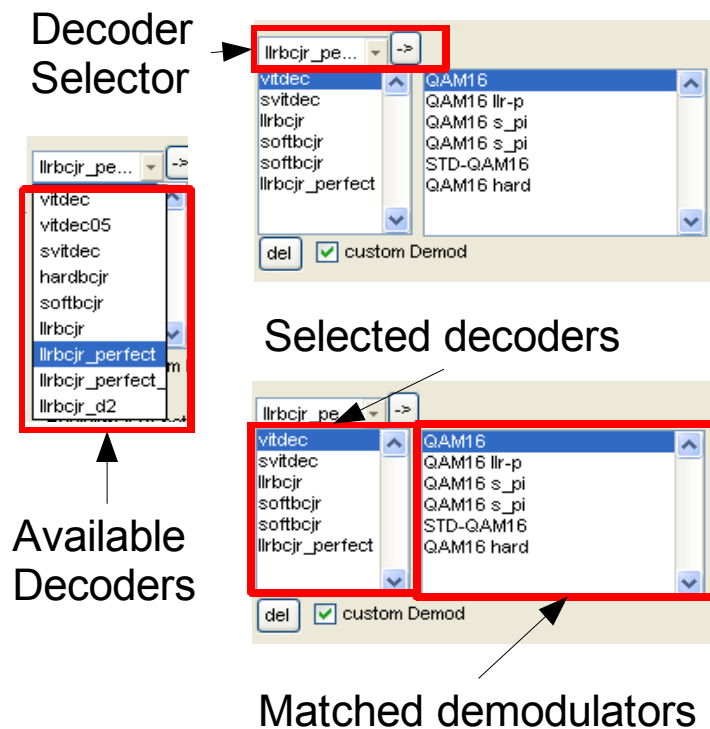 Decoder
Selector
llrbcjr_pe... ->
vitdec
svitdec
llrbcjr
softbcjr
softbcjr
llrbcjr_perfect
QAM16
QAM16 llr-p
QAM16 s_pi
QAM16 s_pi
STD-QAM16
QAM16 hard
del custom Demod
llrbcjr_pe... ->
vitdec
vitdec05
svitdec
hardbcjr
softbcjr
llrbcjr
llrbcjr_perfect
llrbcjr_perfect_
llrbcjr_d2
Available
Decoders
Selected decoders
llrbcjr_pe ->
vitdec
svitdec
llrbcjr
softbcjr
softbcjr
llrbcjr_perfect
QAM16
QAM16 llr-p
QAM16 s_pi
QAM16 s_pi
STD-QAM16
QAM16 hard
del custom Demod
Matched demodulators